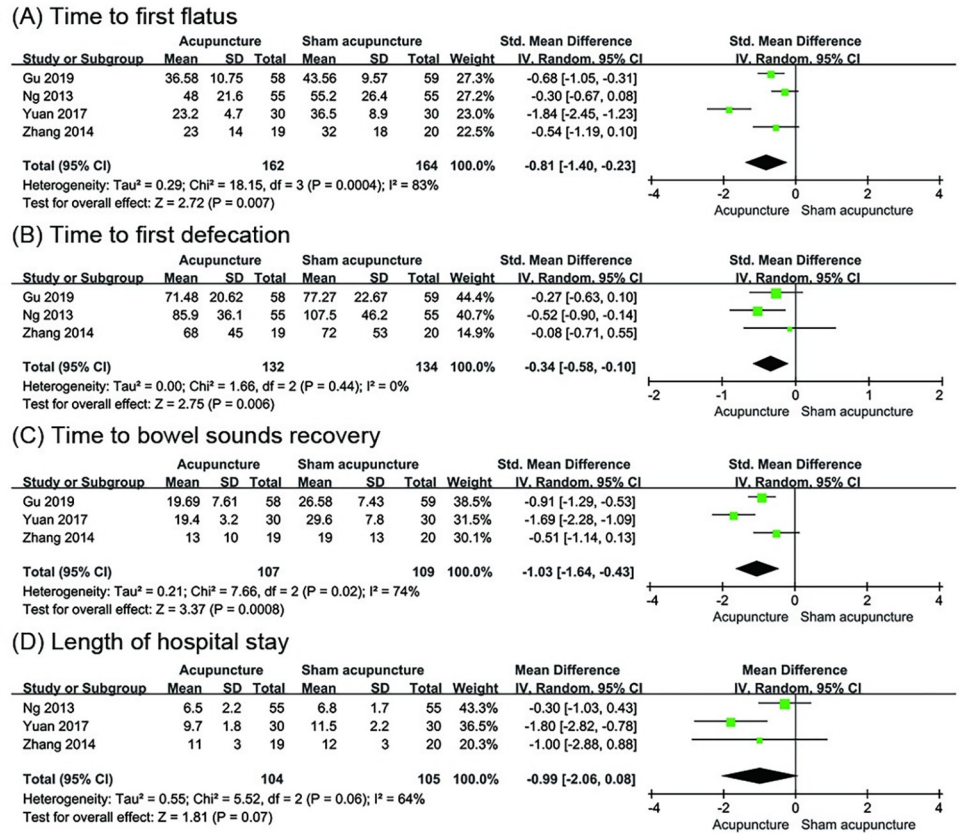 (A) Time to first flatus
Acupuncture Sham acupuncture Std. Mean Difference Std. Mean Difference
Study or Subgroup Mean SD Total Mean SD Total Weight IV, Random, 95% CI IV, Random, 95% CI
Gu 2019 36.58 10.75 58 43.56 9.57 59 27.3% -0.68 [-1.05, -0.31]
Ng 2013 48 21.6 55 55.2 26.4 55 27.2% -0.30 [-0.67, 0.08]
Yuan 2017 23.2 4.7 30 36.5 8.9 30 23.0% -1.84 [-2.45, -1.23]
Zhang 2014 23 14 19 32 18 20 22.5% -0.54 [-1.19, 0.10]
Total (95% CI) 162 164 100.0% -0.81 [-1.40, -0.23]
Heterogeneity: Tau² = 0.29; Chi² = 18.15, df = 3 (P = 0.0004); I² = 83%
Test for overall effect: Z = 2.72 (P = 0.007)
-4 -2 0 2 4
Acupuncture Sham acupuncture
(B) Time to first defecation
Acupuncture Sham acupuncture Std. Mean Difference Std. Mean Difference
Study or Subgroup Mean SD Total Mean SD Total Weight IV, Random, 95% CI IV, Random, 95% CI
Gu 2019 71.48 20.62 58 77.27 22.67 59 44.4% -0.27 [-0.63, 0.10]
Ng 2013 85.9 36.1 55 107.5 46.2 55 40.7% -0.52 [-0.90, -0.14]
Zhang 2014 68 45 19 72 53 20 14.9% -0.08 [-0.71, 0.55]
Total (95% CI) 132 134 100.0% -0.34 [-0.58, -0.10]
Heterogeneity: Tau² = 0.00; Chi² = 1.66, df = 2 (P = 0.44); I² = 0%
Test for overall effect: Z = 2.75 (P = 0.006)
-2 -1 0 1 2
Acupuncture Sham acupuncture
(C) Time to bowel sounds recovery
Acupuncture Sham acupuncture Std. Mean Difference Std. Mean Difference
Study or Subgroup Mean SD Total Mean SD Total Weight IV, Random, 95% CI IV, Random, 95% CI
Gu 2019 19.69 7.61 58 26.58 7.43 59 38.5% -0.91 [-1.29, -0.53]
Yuan 2017 19.4 3.2 30 29.6 7.8 30 31.5% -1.69 [-2.28, -1.09]
Zhang 2014 13 10 19 19 13 20 30.1% -0.51 [-1.14, 0.13]
Total (95% CI) 107 109 100.0% -1.03 [-1.64, -0.43]
Heterogeneity: Tau² = 0.21; Chi² = 7.66, df = 2 (P = 0.02); I² = 74%
Test for overall effect: Z = 3.37 (P = 0.0008)
-4 -2 0 2 4
Acupuncture Sham acupuncture
(D) Length of hospital stay
Acupuncture Sham acupuncture Mean Difference Mean Difference
Study or Subgroup Mean SD Total Mean SD Total Weight IV, Random, 95% CI IV, Random, 95% CI
Ng 2013 6.5 2.2 55 6.8 1.7 55 43.3% -0.30 [-1.03, 0.43]
Yuan 2017 9.7 1.8 30 11.5 2.2 30 36.5% -1.80 [-2.82, -0.78]
Zhang 2014 11 3 19 12 3 20 20.3% -1.00 [-2.88, 0.88]
Total (95% CI) 104 105 100.0% -0.99 [-2.06, 0.08]
Heterogeneity: Tau² = 0.55; Chi² = 5.52, df = 2 (P = 0.06); I² = 64%
Test for overall effect: Z = 1.81 (P = 0.07)
-4 -2 0 2 4
Acupuncture Sham acupuncture